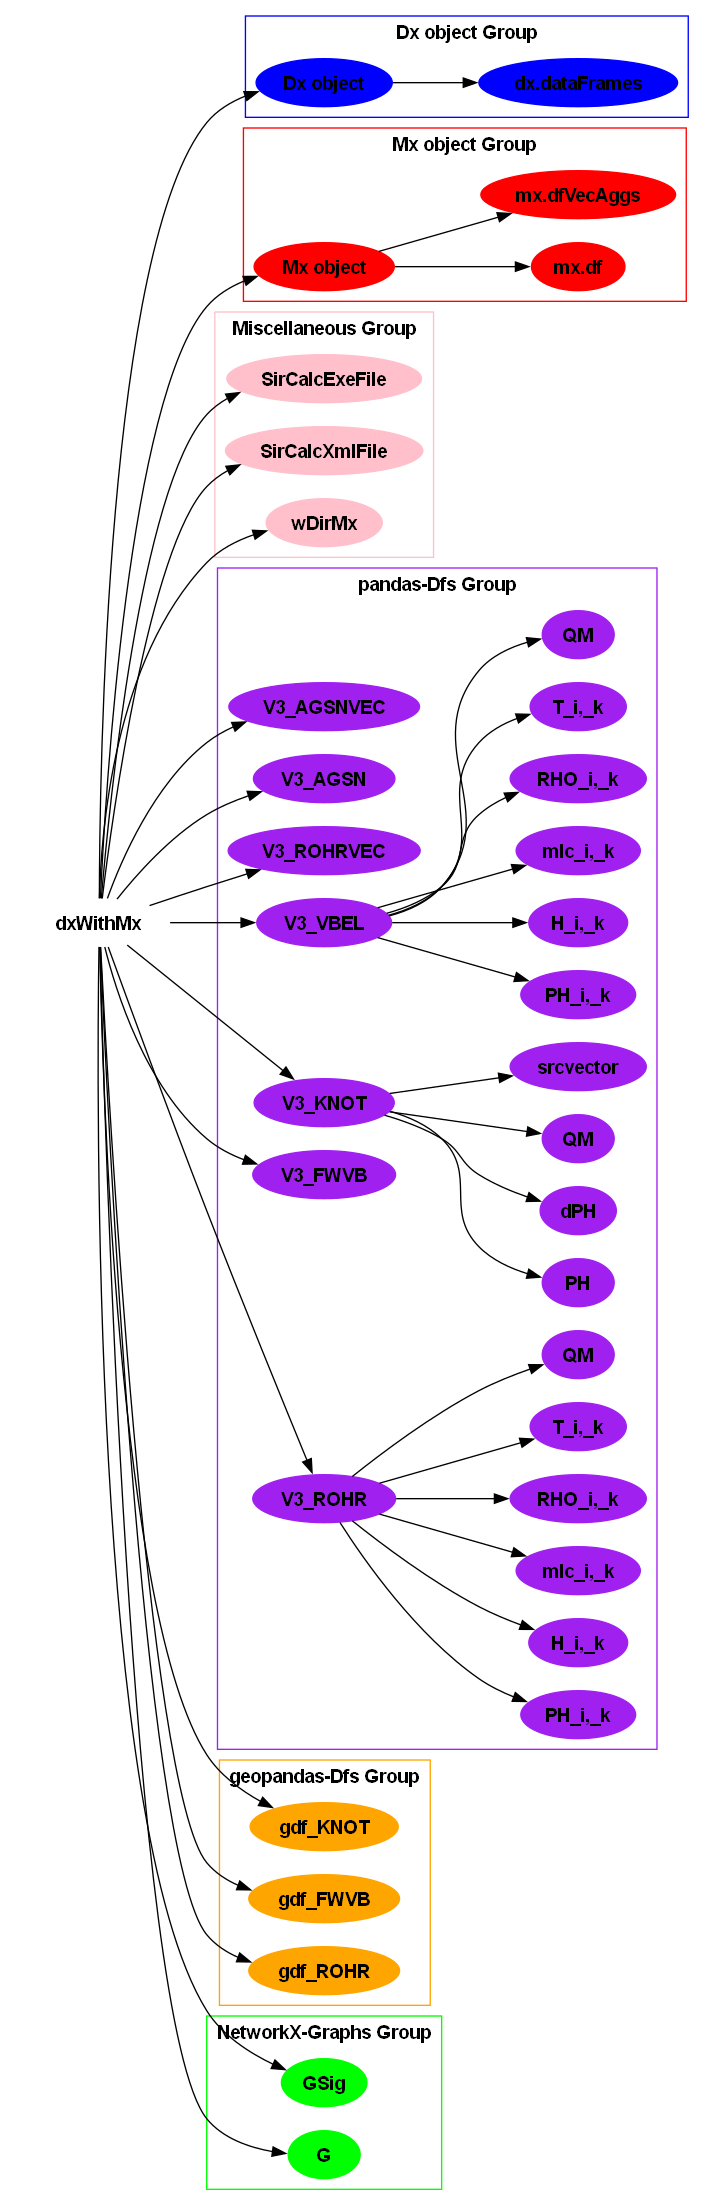 Dx object Group
Dx object
dx.dataFrames
Mx object Group
mx.dfVecAggs
Mx object
mx.df
Miscellaneous Group
SirCalcExeFile
SirCalcXmlFile
wDirMx
pandas-Dfs Group
QM
V3_AGSNVEC
T_i,_k
V3_AGSN
RHO_i,_k
V3_ROHRVEC
mlc_i,_k
dxWithMx
V3_VBEL
H_i,_k
PH_i,_k
srcvector
V3_KNOT
QM
V3_FWVB
dPH
PH
QM
T_i,_k
V3_ROHR
RHO_i,_k
mlc_i,_k
H_i,_k
PH_i,_k
geopandas-Dfs Group
gdf_KNOT
gdf_FWVB
gdf_ROHR
NetworkX-Graphs Group
GSig
G